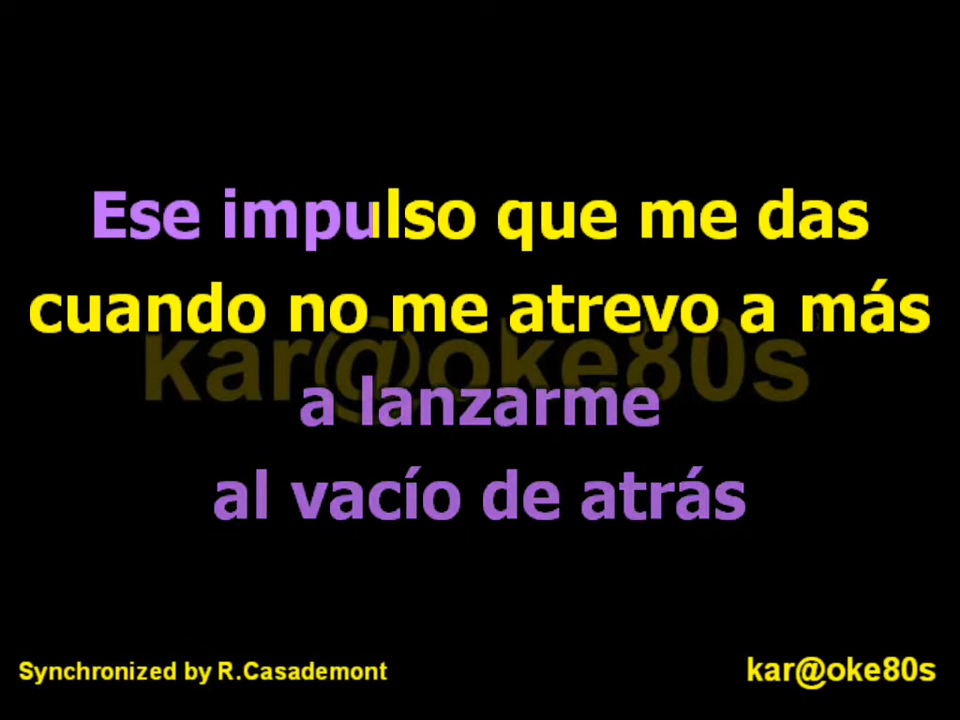 Ese impulso que me das
cuando no me atrevo a más
kar@oke80s
a lanzarme
al vacío de atrás
Synchronized by R.Casademont
kar@oke80s